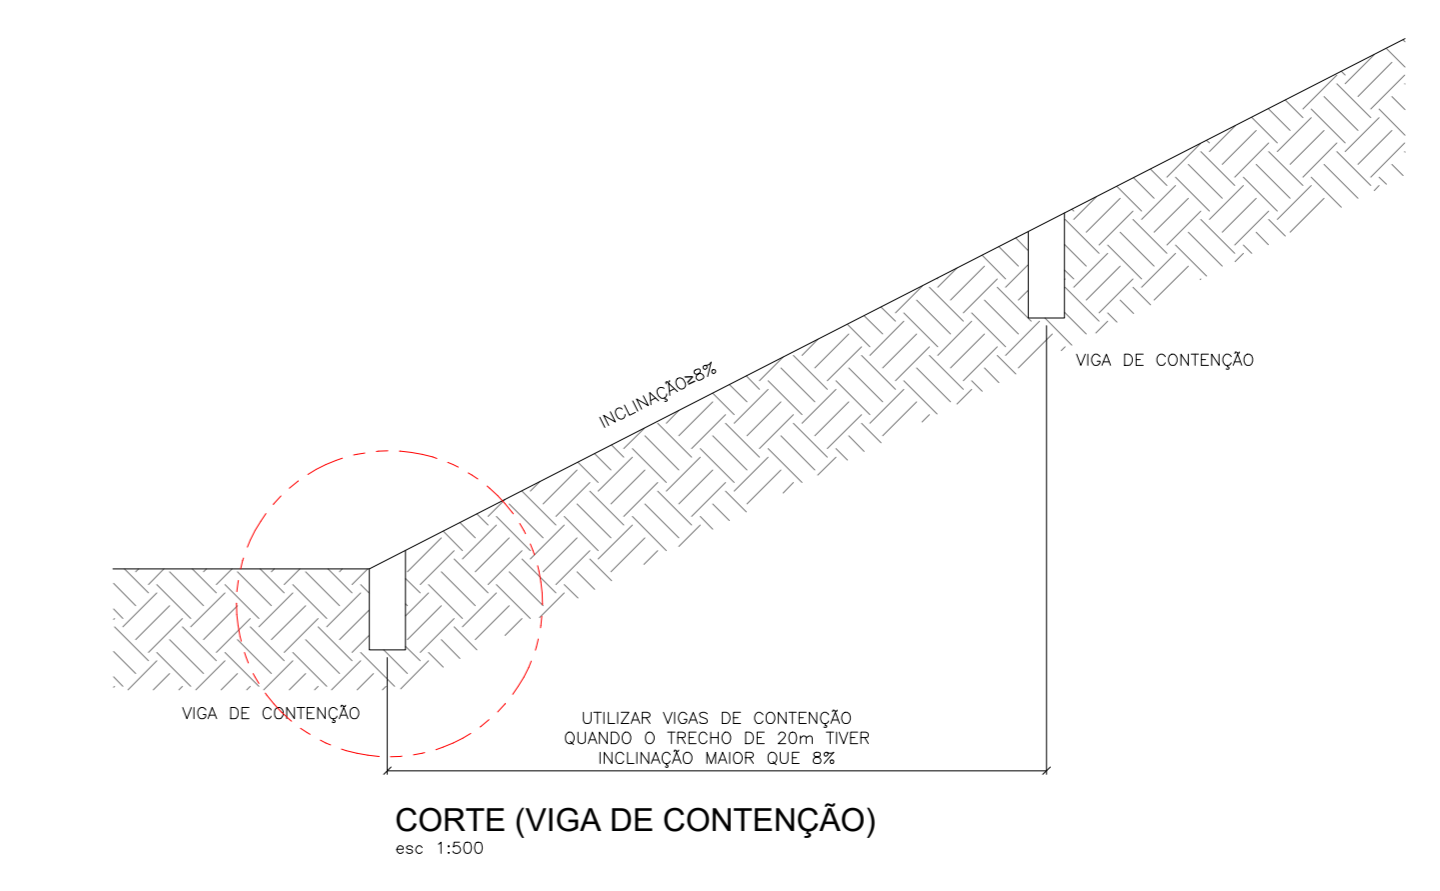 INCLINAÇÃO≥8%
VIGA DE CONTENÇÃO
VIGA DE CONTENÇÃO
UTILIZAR VIGAS DE CONTENÇÃO
QUANDO O TRECHO DE 20m TIVER
INCLINAÇÃO MAIOR QUE 8%
CORTE (VIGA DE CONTENÇÃO)
esc 1:500